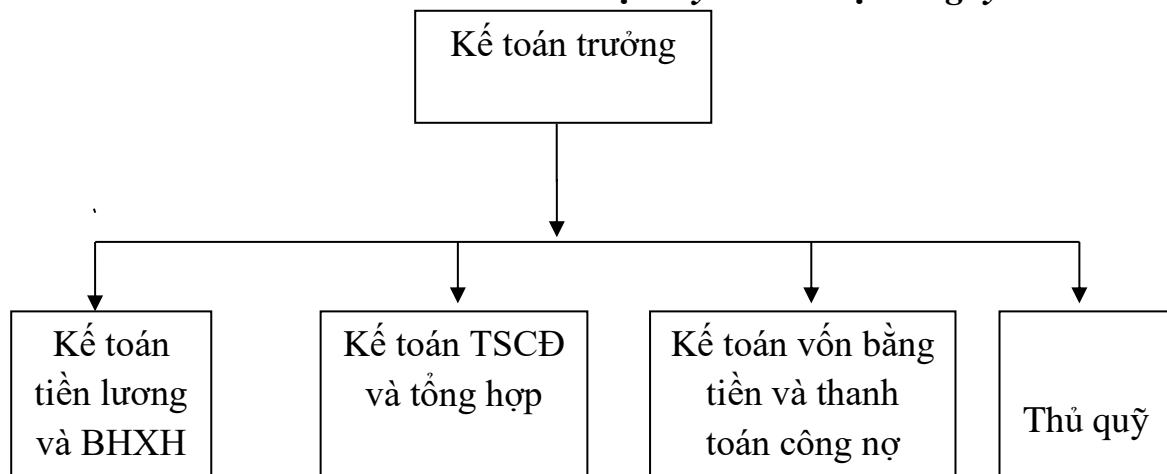 Kế toán trưởng
Kế toán
tiền lương
và BHXH
Kế toán TSCĐ
và tổng hợp
Kế toán vốn bằng
tiền và thanh
toán công nợ
Thủ quỹ